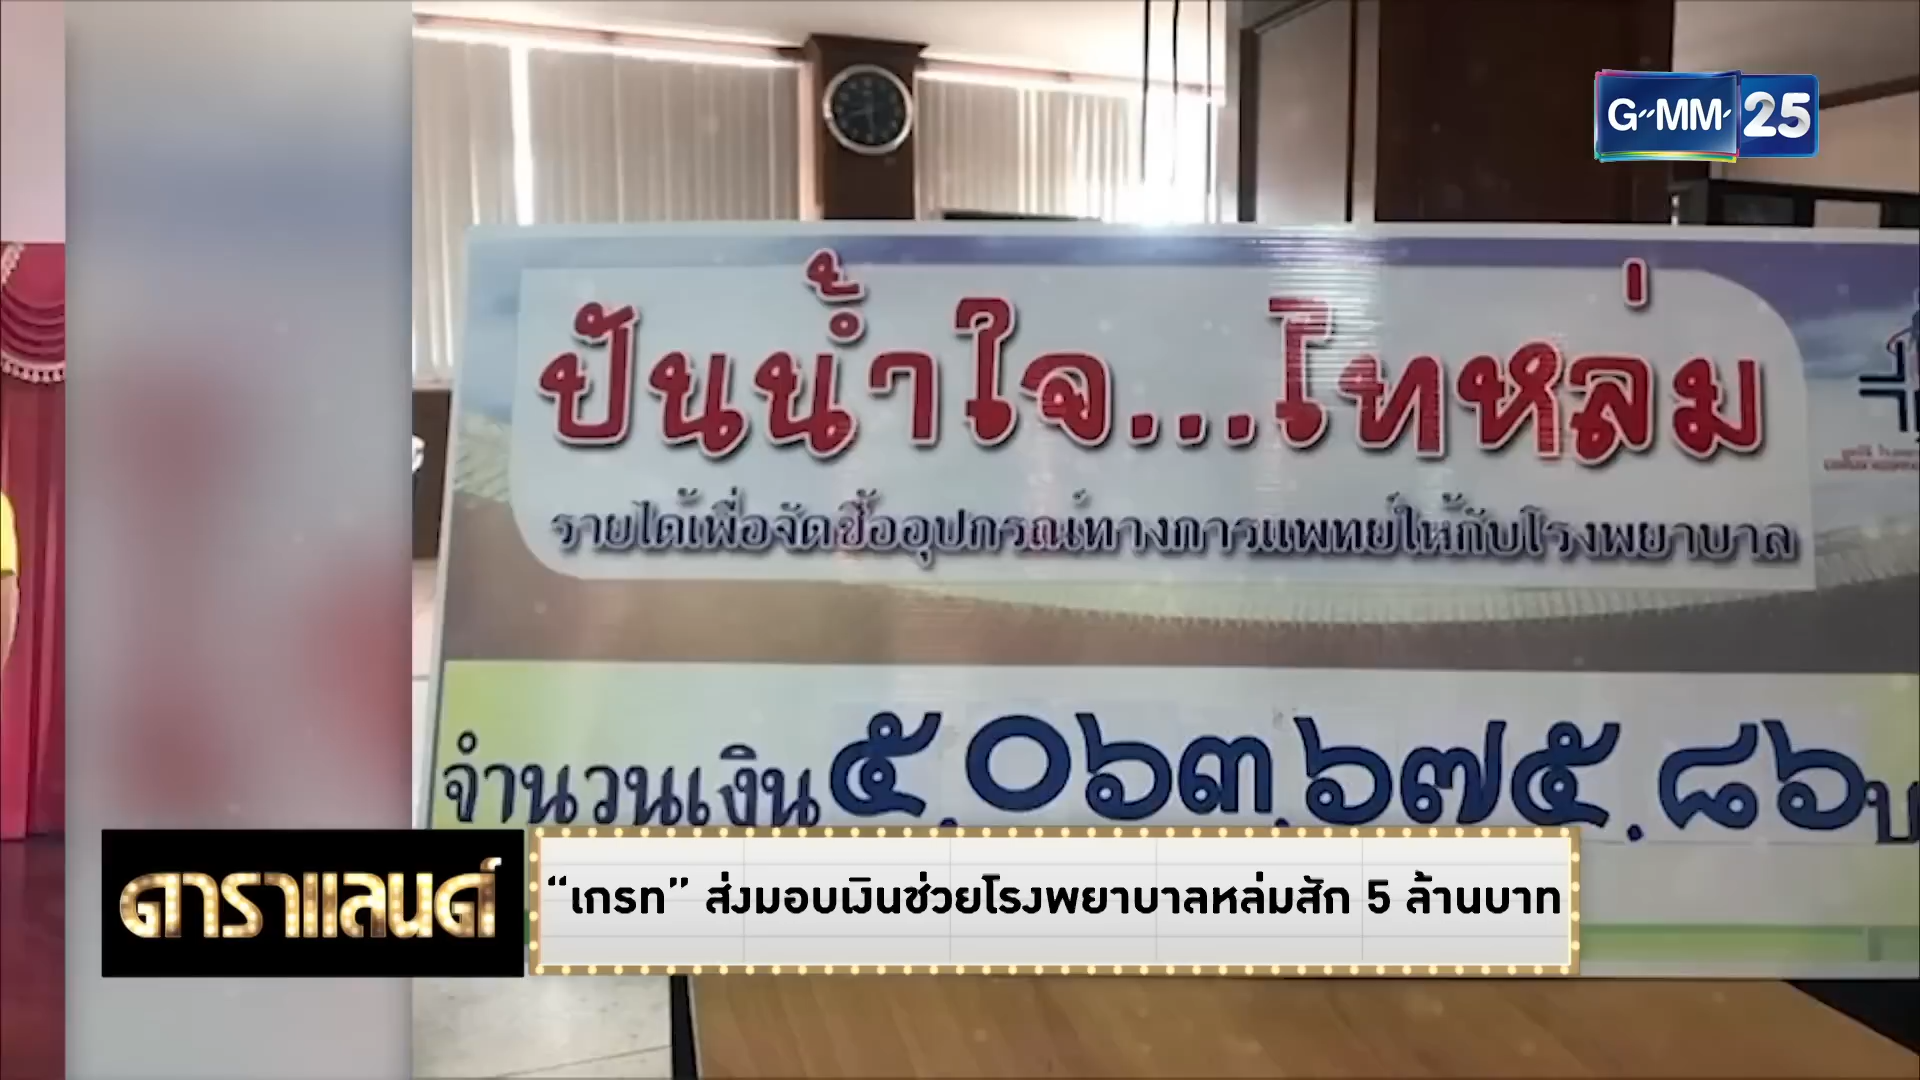 GMM 25
ปันน้ำใจ...โทหล่ม
รายได้เพื่อจัดซื้ออุปกรณ์ทางการแพทย์ให้กับโรงพยาบาล
จำนวนเงิน ๕,๐๖๓,๖๗๕.๘๖ บ
ดาราแลนด์
“เกรท” ส่งมอบเงินช่วยโรงพยาบาลหล่มสัก 5 ล้านบาท